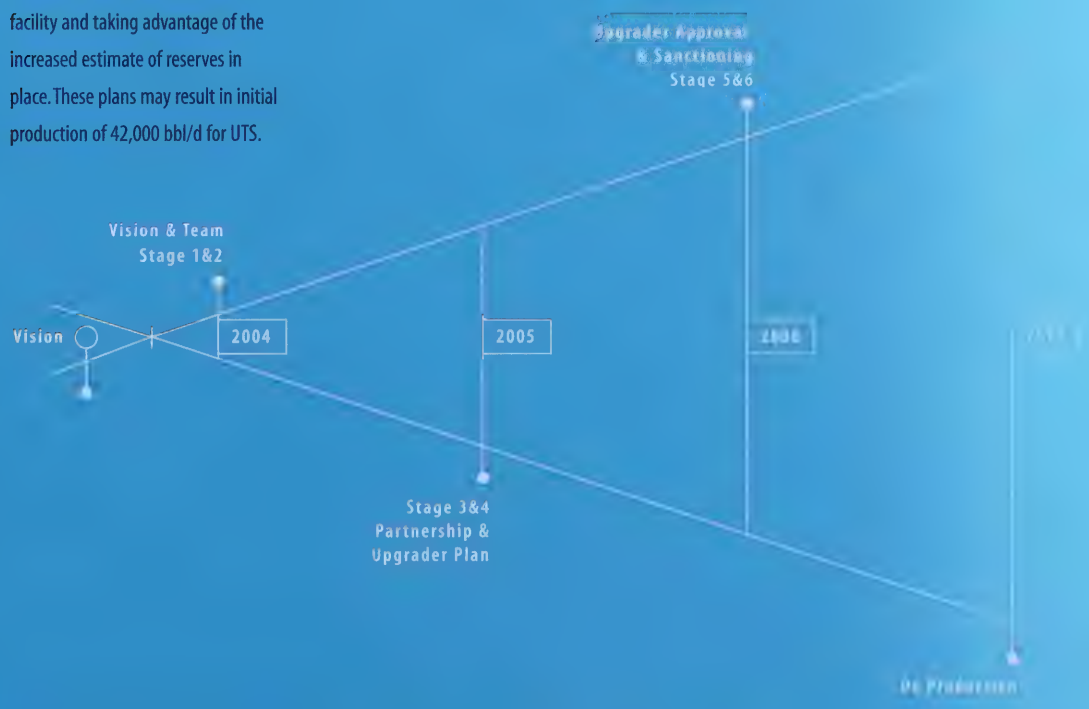 facility and taking advantage of the
increased estimate of reserves in
place. These plans may result in initial
production of 42,000 bbl/d for UTS.
Upgrader Approval
& Sanctioning
Stage 5&6
Vision & Team
Stage 1&2
Vision
2004
2005
Stage 3&4
Partnership &
Upgrader Plan
Production